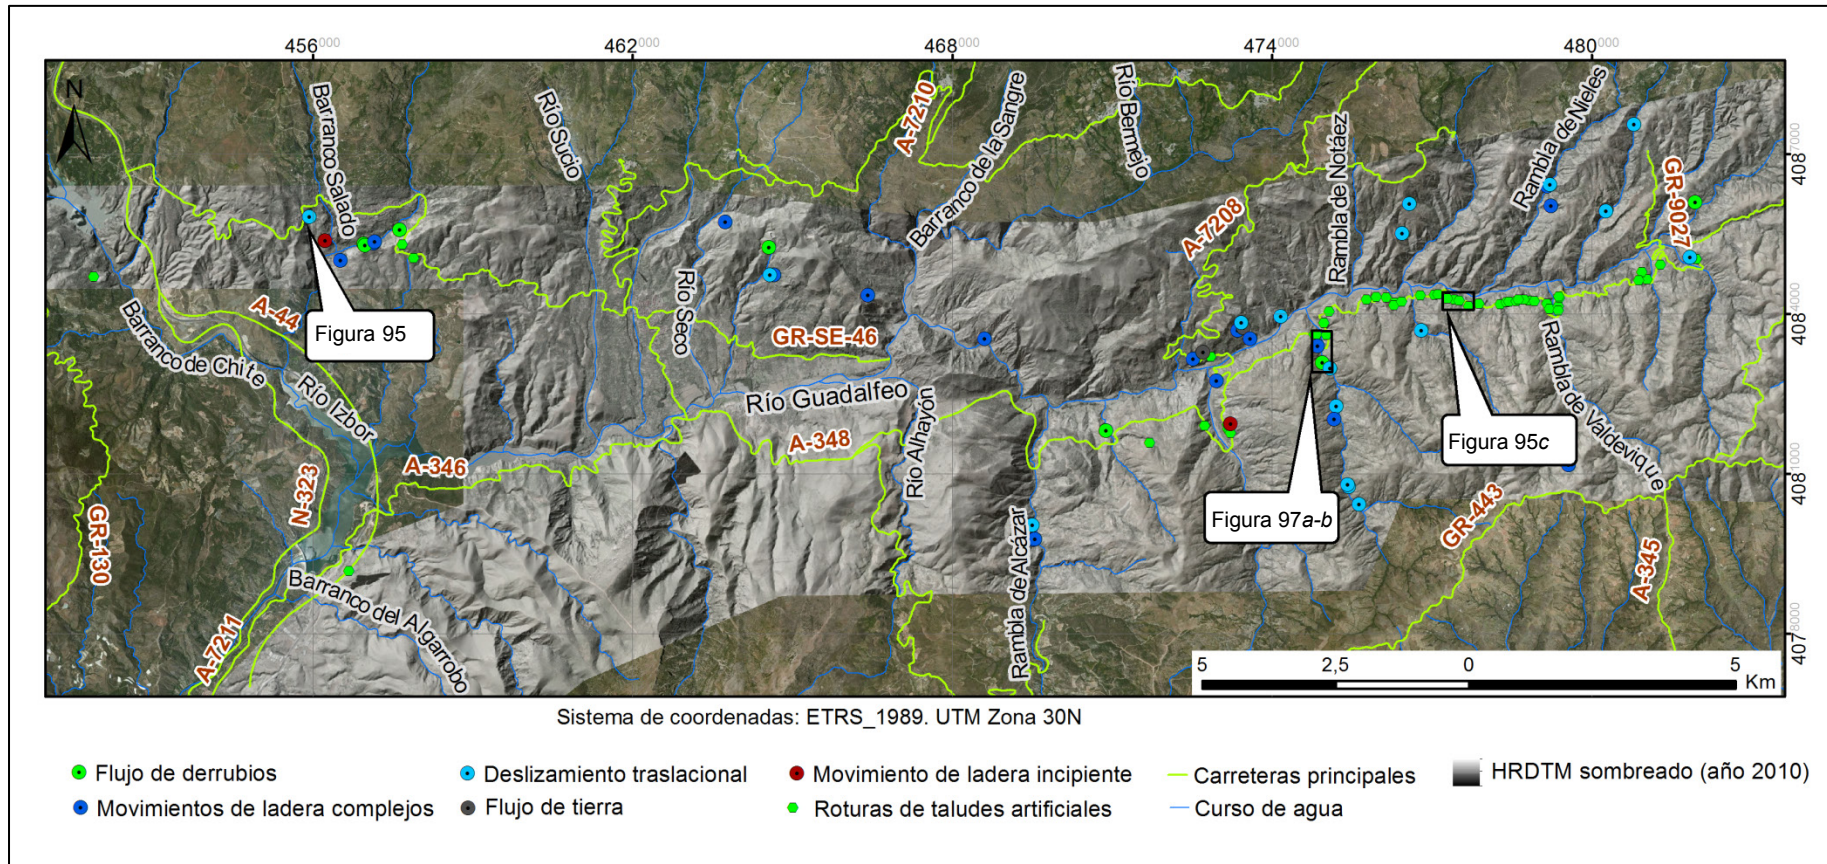 456000
462000
468000
474000
480000
4087000
4084000
4081000
4078000
N
Barranco Salado
Río Sucio
A-7210
Barranco de la Sangre
Río Bermejo
Rambla de Notáez
Rambla de Nieles
GR-9027
A-7208
A-44
Figura 95
Río Seco
GR-SE-46
Barranco de Chite
Río Izbor
Río Guadalfeo
A-348
Río Alhayón
A-346
N-323
GR-130
Figura 95c
Figura 97a-b
Rambla de Valdevique
GR-443
A-345
Rambla de Alcázar
Barranco del Algarrobo
A-7211
5 2,5 0 5
Km
Sistema de coordenadas: ETRS_1989. UTM Zona 30N
Flujo de derrubios
Deslizamiento traslacional
Movimiento de ladera incipiente
Carreteras principales
HRDTM sombreado (año 2010)
Movimientos de ladera complejos
Flujo de tierra
Roturas de taludes artificiales
Curso de agua